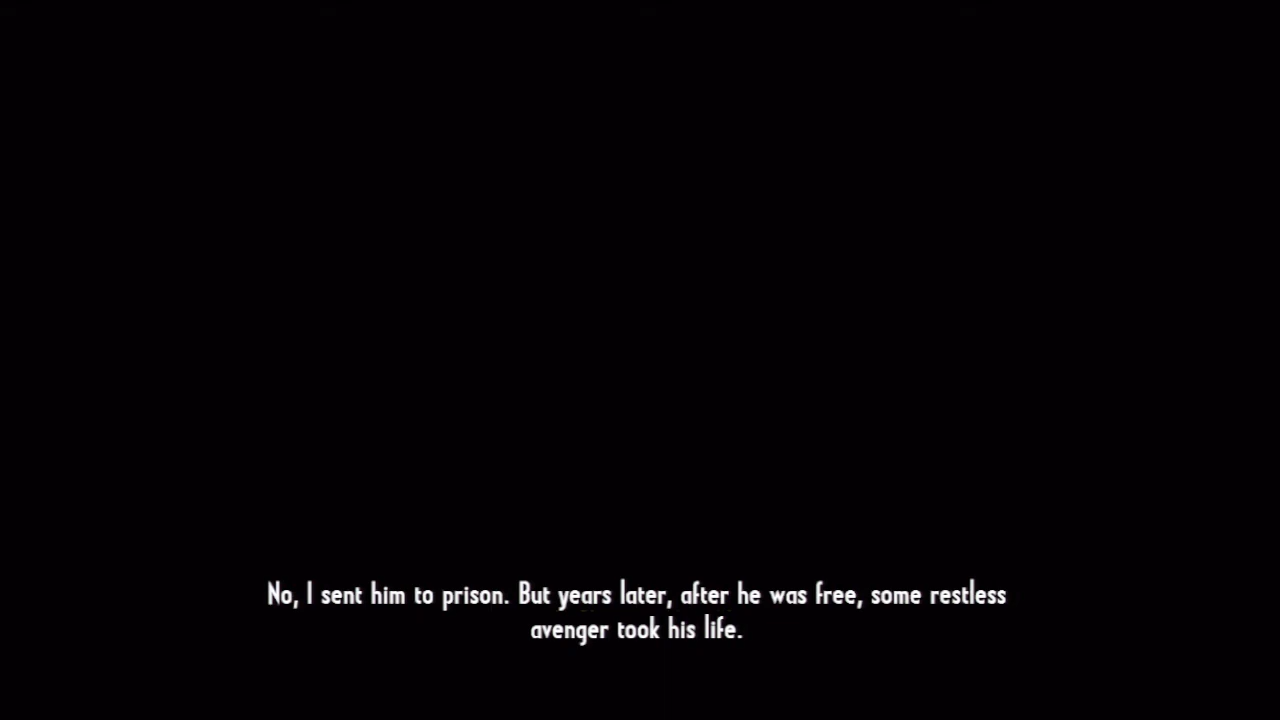 No, I sent him to prison. But years later, after he was free, some restless
avenger took his life.